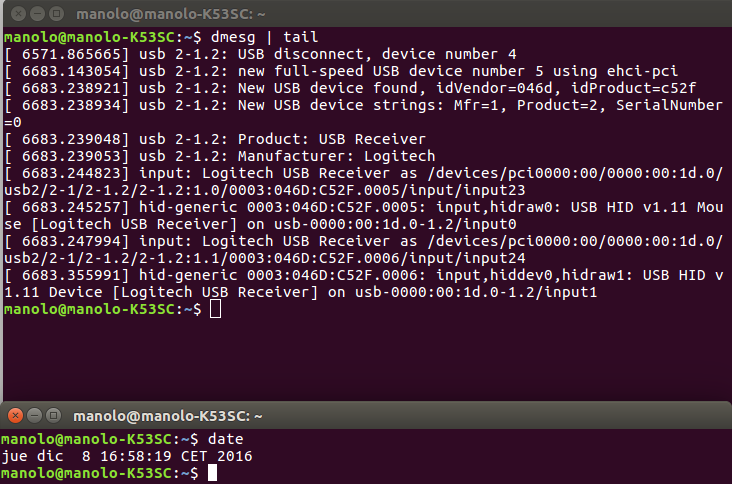 manolo@manolo-K53SC: ~
manolo@manolo-K53SC:~$ dmesg | tail
[ 6571.865665] usb 2-1.2: USB disconnect, device number 4
[ 6683.143054] usb 2-1.2: new full-speed USB device number 5 using ehci-pci
[ 6683.238921] usb 2-1.2: New USB device found, idVendor=046d, idProduct=c52f
[ 6683.238934] usb 2-1.2: New USB device strings: Mfr=1, Product=2, SerialNumber
=0
[ 6683.239048] usb 2-1.2: Product: USB Receiver
[ 6683.239053] usb 2-1.2: Manufacturer: Logitech
[ 6683.244823] input: Logitech USB Receiver as /devices/pci0000:00/0000:00:1d.0/
usb2/2-1/2-1.2/2-1.2:1.0/0003:046D:C52F.0005/input/input23
[ 6683.245257] hid-generic 0003:046D:C52F.0005: input,hidraw0: USB HID v1.11 Mou
se [Logitech USB Receiver] on usb-0000:00:1d.0-1.2/input0
[ 6683.247994] input: Logitech USB Receiver as /devices/pci0000:00/0000:00:1d.0/
usb2/2-1/2-1.2/2-1.2:1.1/0003:046D:C52F.0006/input/input24
[ 6683.355991] hid-generic 0003:046D:C52F.0006: input,hiddev0,hidraw1: USB HID v
1.11 Device [Logitech USB Receiver] on usb-0000:00:1d.0-1.2/input1
manolo@manolo-K53SC:~$
manolo@manolo-K53SC: ~
manolo@manolo-K53SC:~$ date
jue dic  8 16:58:19 CET 2016
manolo@manolo-K53SC:~$